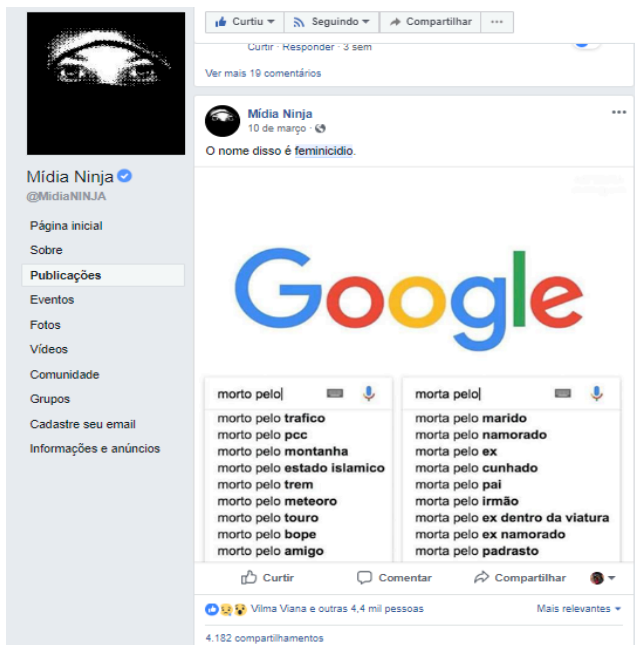 Curtiu Seguindo Compartilhar ...
Curtir · Responder · 3 sem
Ver mais 19 comentários
Mídia Ninja
10 de março ·
O nome disso é feminicidio.
Mídia Ninja
@MidiaNINJA
Página inicial
Sobre
Publicações
Eventos
Fotos
Vídeos
Comunidade
Grupos
Cadastre seu email
Informações e anúncios
Google
morto pelo
morto pelo trafico
morto pelo pcc
morto pelo montanha
morto pelo estado islamico
morto pelo trem
morto pelo meteoro
morto pelo touro
morto pelo bope
morto pelo amigo
morta pelo
morta pelo marido
morta pelo namorado
morta pelo ex
morta pelo cunhado
morta pelo pai
morta pelo irmão
morta pelo ex dentro da viatura
morta pelo ex namorado
morta pelo padrasto
Curtir Comentar Compartilhar
Vilma Viana e outras 4,4 mil pessoas Mais relevantes
4.182 compartilhamentos